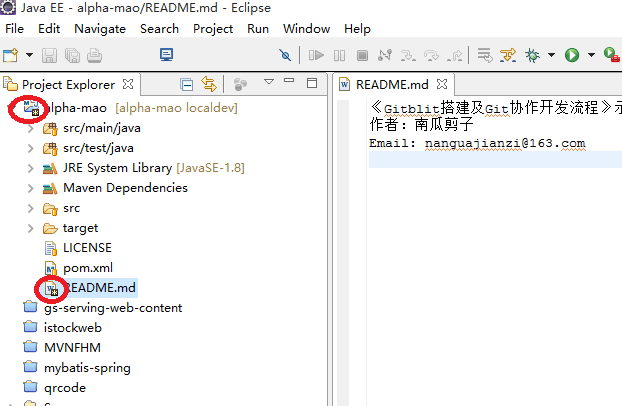 Java EE - alpha-mao/README.md - Eclipse
File Edit Navigate Search Project Run Window Help
Project Explorer
README.md
alpha-mao [alpha-mao localdev]
src/main/java
src/test/java
JRE System Library [JavaSE-1.8]
Maven Dependencies
src
target
LICENSE
pom.xml
README.md
gs-serving-web-content
istockweb
MVNFHM
mybatis-spring
qrcode
《Gitblit搭建及Git协作开发流程》示
作者：南瓜剪子
Email: nanguajianzi@163.com